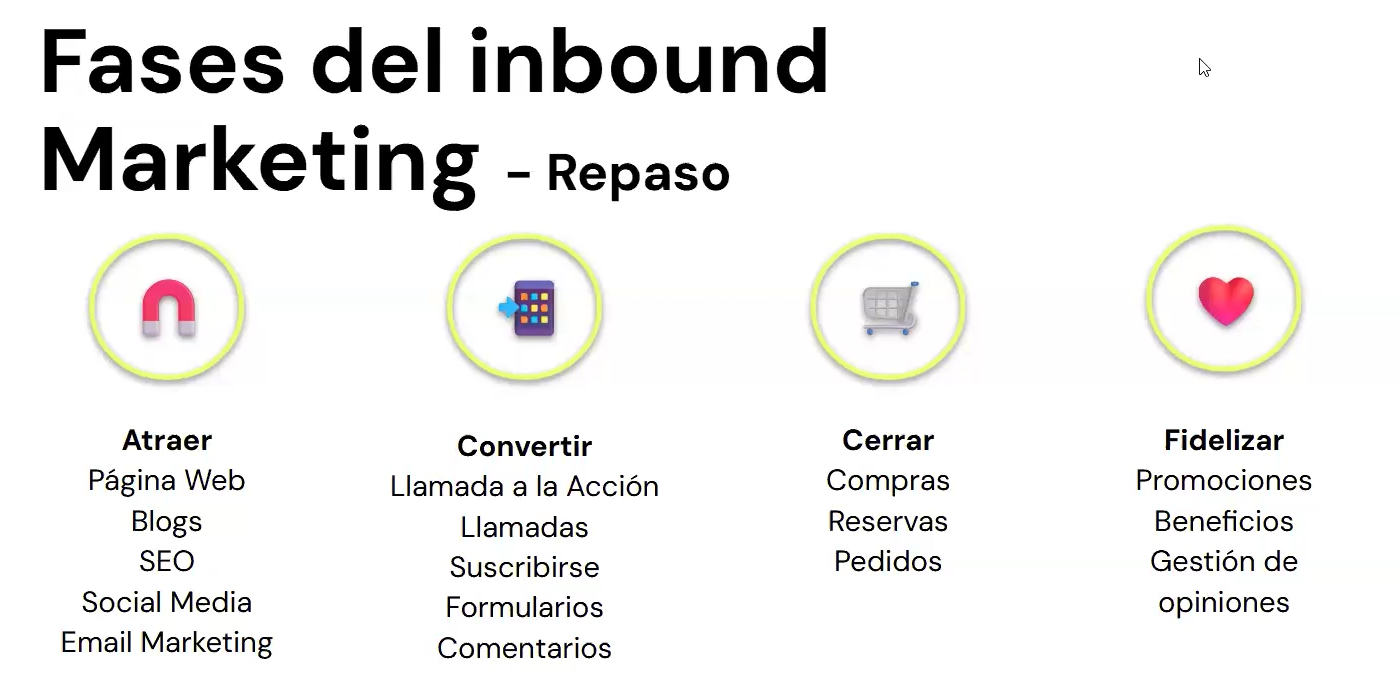 Fases del inbound
Marketing - Repaso
Atraer
Página Web
Blogs
SEO
Social Media
Email Marketing
Convertir
Llamada a la Acción
Llamadas
Suscribirse
Formularios
Comentarios
Cerrar
Compras
Reservas
Pedidos
Fidelizar
Promociones
Beneficios
Gestión de
opiniones